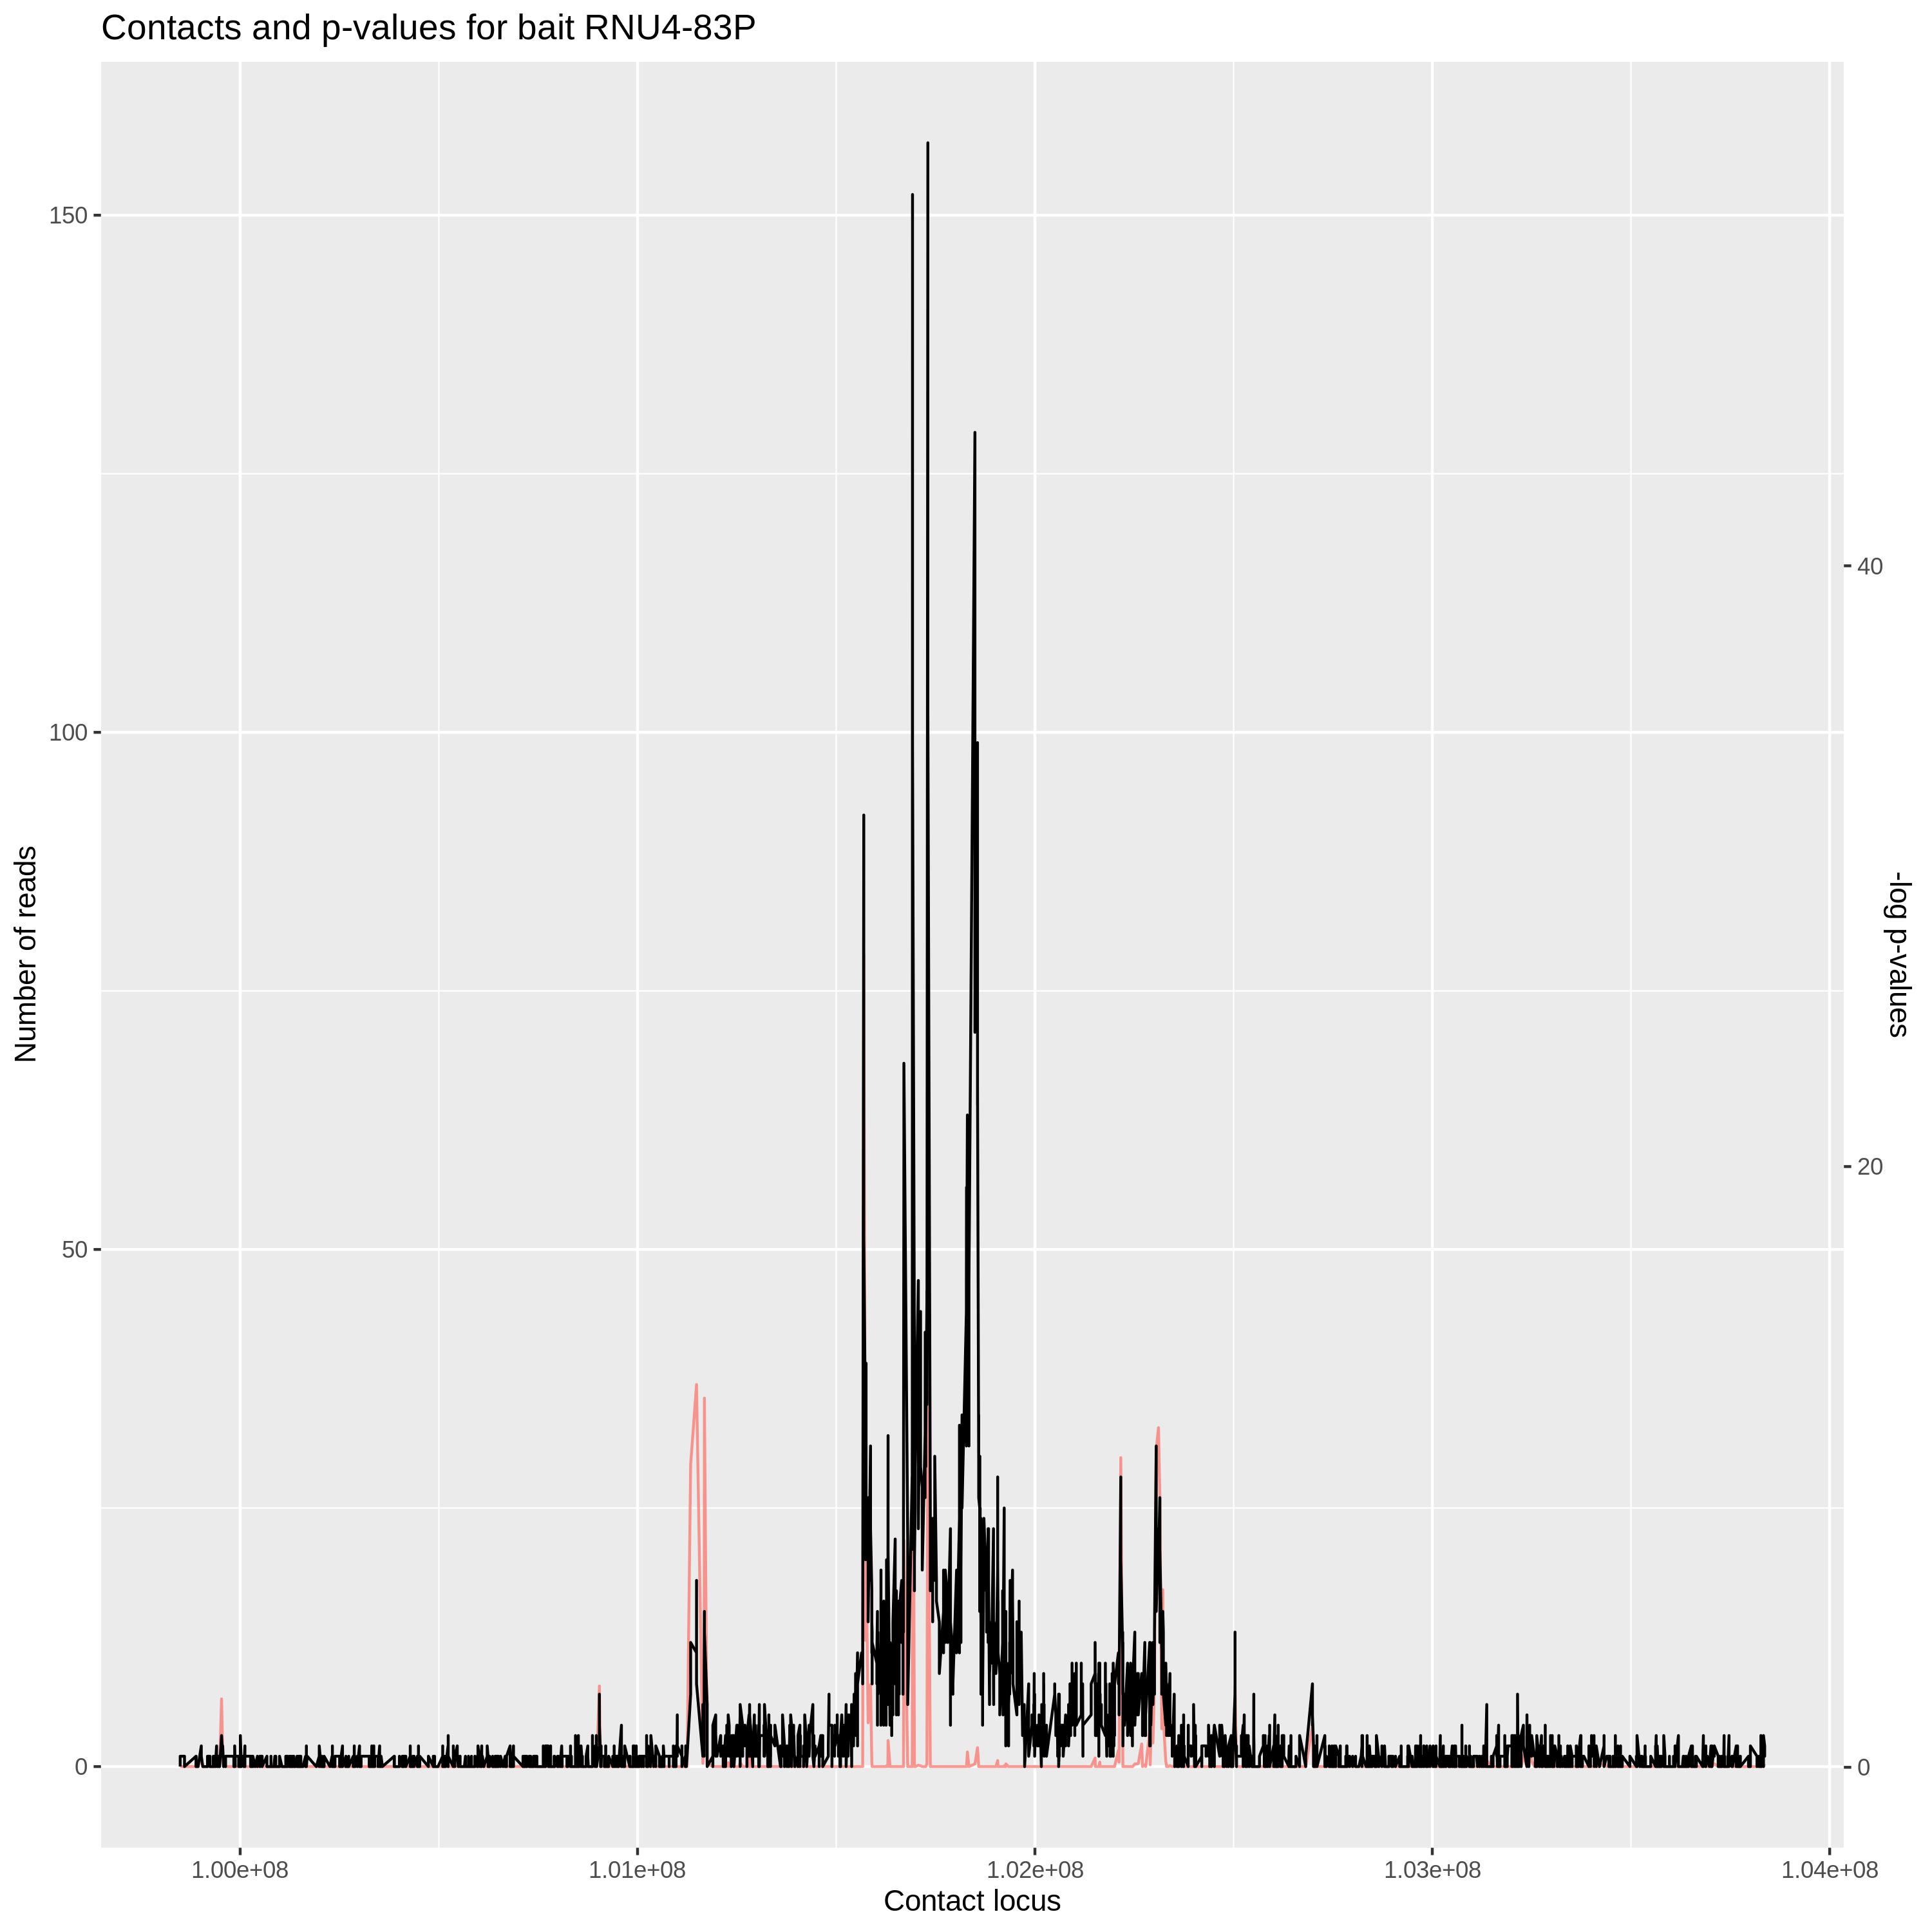 Contacts and p-values for bait RNU4-83P
150
100
50
0
Number of reads
40
20
0
-log p-values
1.00e+08 1.01e+08 1.02e+08 1.03e+08 1.04e+08
Contact locus